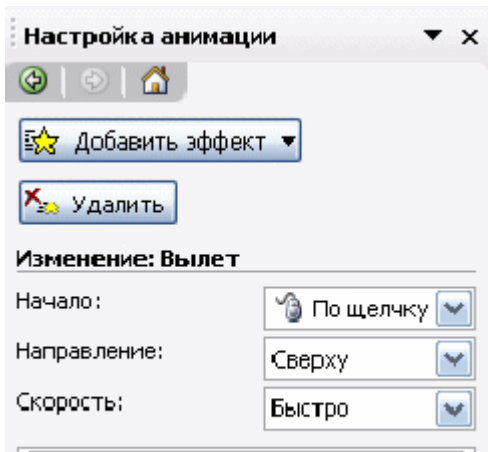 Настройка анимации
Добавить эффект
Удалить
Изменение: Вылет
Начало: По щелчку
Направление: Сверху
Скорость: Быстро